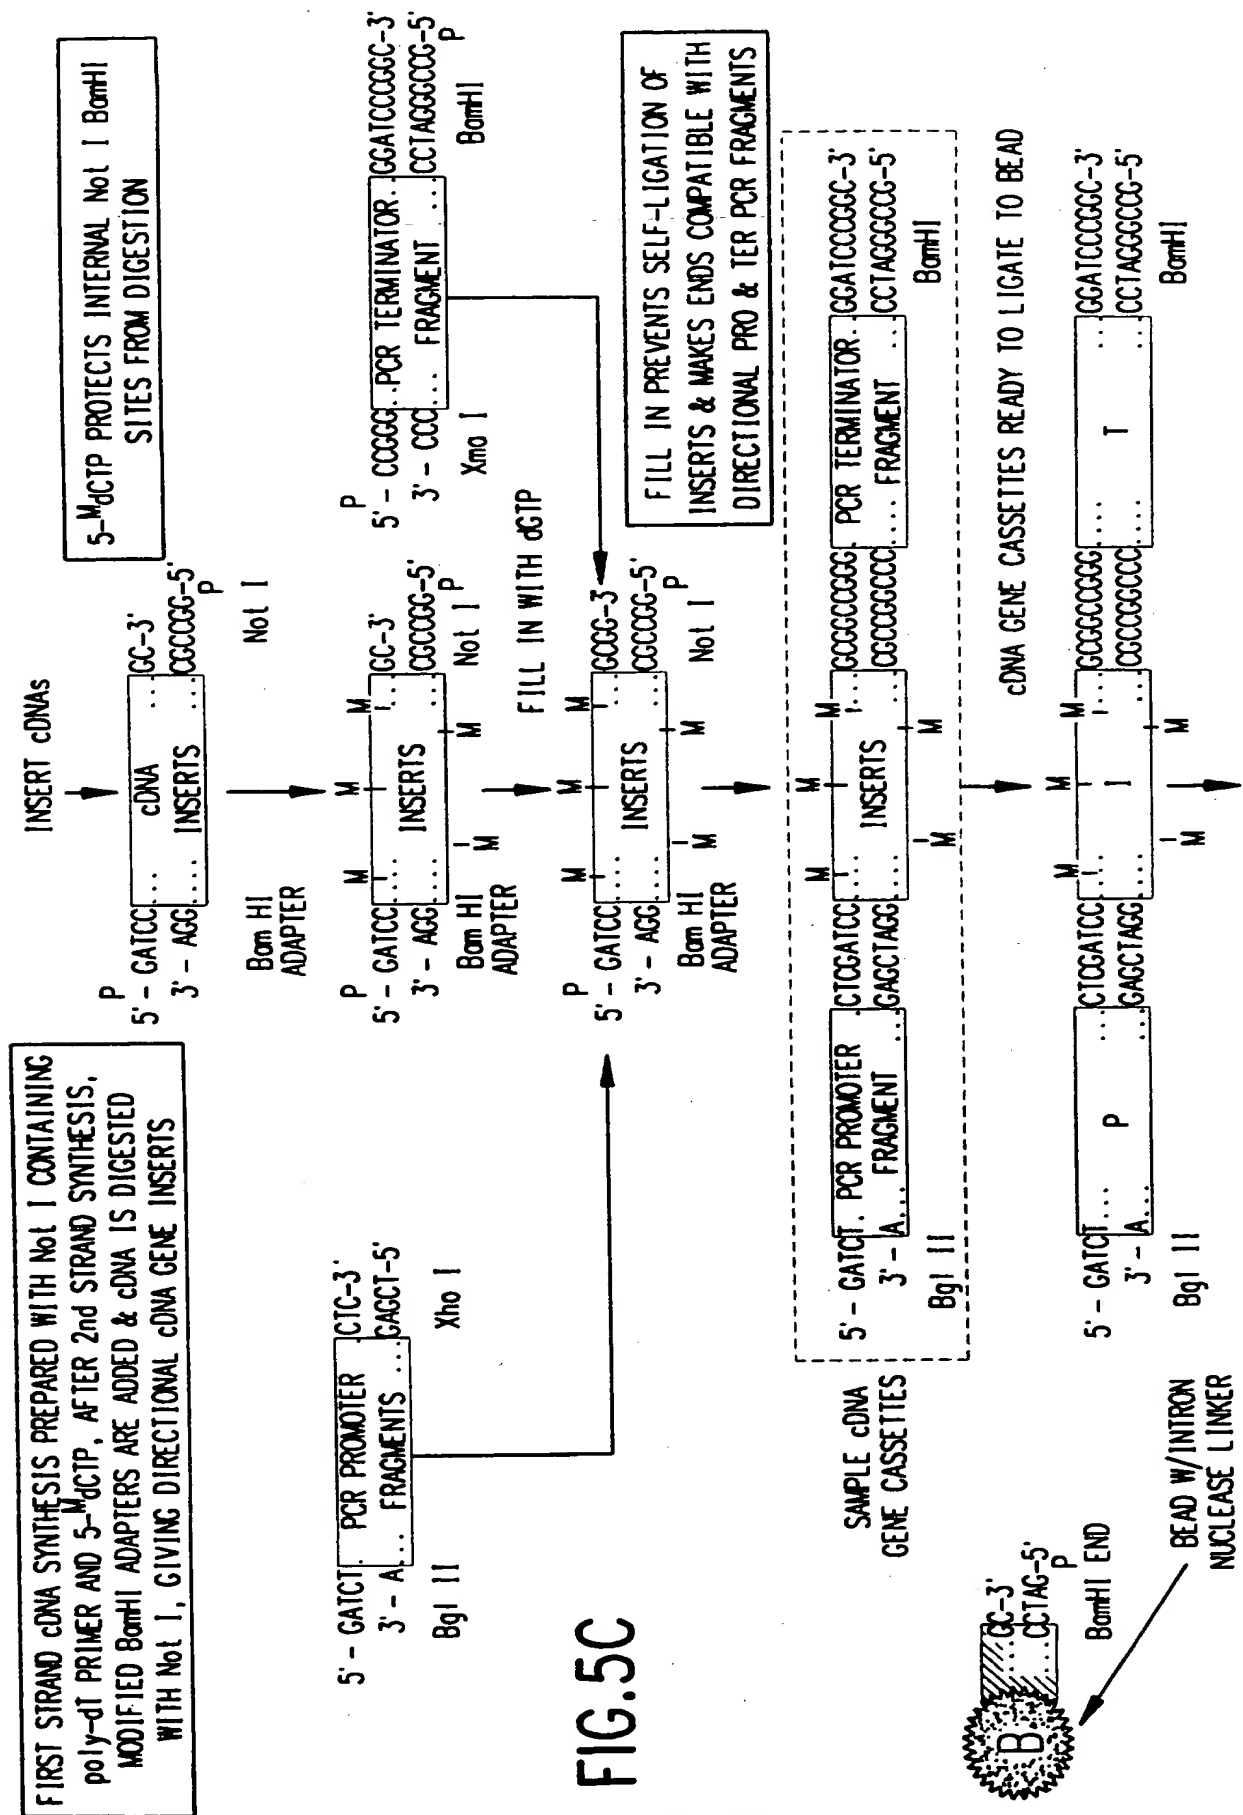 FIRST STRAND cDNA SYNTHESIS PREPARED WITH Not I CONTAINING
poly-dT PRIMER AND 5-MdCTP, AFTER 2nd STRAND SYNTHESIS,
MODIFIED BamHI ADAPTERS ARE ADDED & cDNA IS DIGESTED
WITH Not I, GIVING DIRECTIONAL cDNA GENE INSERTS
INSERT cDNAs
5-MdCTP PROTECTS INTERNAL Not I BamHI
SITES FROM DIGESTION
P
5' - GATCC... cDNA ...GC-3'
3' - AGG.... INSERTS ...CGCCGG-5'
P
Bam HI
ADAPTER
Not I
M M M
P
5' - GATCC... ...GC-3'
INSERTS
3' - AGG.... ...CGCCGG-5'
P
M M
Bam HI
ADAPTER
Not I
5' - GATCT. PCR PROMOTER .CTC-3'
3' - A... FRAGMENTS ...GAGCT-5'
Bgl II
Xho I
P
5' - CCGGG...PCR TERMINATOR..GGATCCCGGC-3'
3' - CCC... FRAGMENT ...CCTAGGGCCG-5'
P
Xma I
BamHI
FILL IN WITH dGTP
M M M
P
5' - GATCC... ...GCGG-3'
INSERTS
3' - AGG.... ...CGCCGG-5'
P
M M
Bam HI
ADAPTER
Not I
FILL IN PREVENTS SELF-LIGATION OF
INSERTS & MAKES ENDS COMPATIBLE WITH
DIRECTIONAL PRO & TER PCR FRAGMENTS
FIG.5C
SAMPLE cDNA
GENE CASSETTES
M M M
5' - GATCT. PCR PROMOTER .CTCGATCC... INSERTS ...GCGGCCGGG. PCR TERMINATOR..GGATCCCGGC-3'
3' - A... FRAGMENT ...GAGCTAGG.... ...CGCCGGCCC.... FRAGMENT ...CCTAGGGCCG-5'
M M
Bgl II
BamHI
cDNA GENE CASSETTES READY TO LIGATE TO BEAD
B
GC-3'
CCTAG-5'
P
BamHI END
BEAD W/INTRON
NUCLEASE LINKER
M M M
5' - GATCT... P ...CTCGATCC... I ...GCGGCCGGG.... T ...GGATCCCGGC-3'
3' - A... ...GAGCTAGG.... ...CGCCGGCCC.... ...CCTAGGGCCG-5'
M M
Bgl II
BamHI